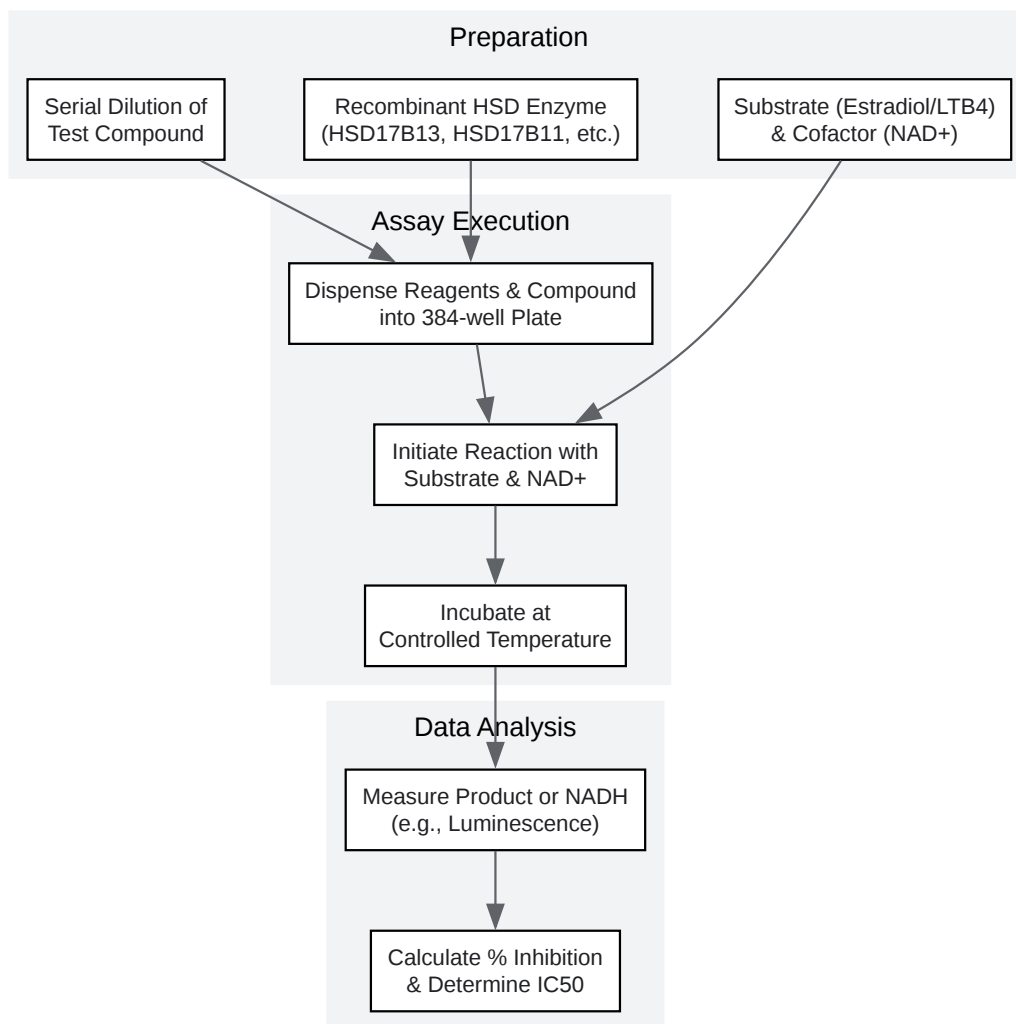 Preparation
Serial Dilution of
Test Compound
Recombinant HSD Enzyme
(HSD17B13, HSD17B11, etc.)
Substrate (Estradiol/LTB4)
& Cofactor (NAD+)
Assay Execution
Dispense Reagents & Compound
into 384-well Plate
Initiate Reaction with
Substrate & NAD+
Incubate at
Controlled Temperature
Data Analysis
Measure Product or NADH
(e.g., Luminescence)
Calculate % Inhibition
& Determine IC50